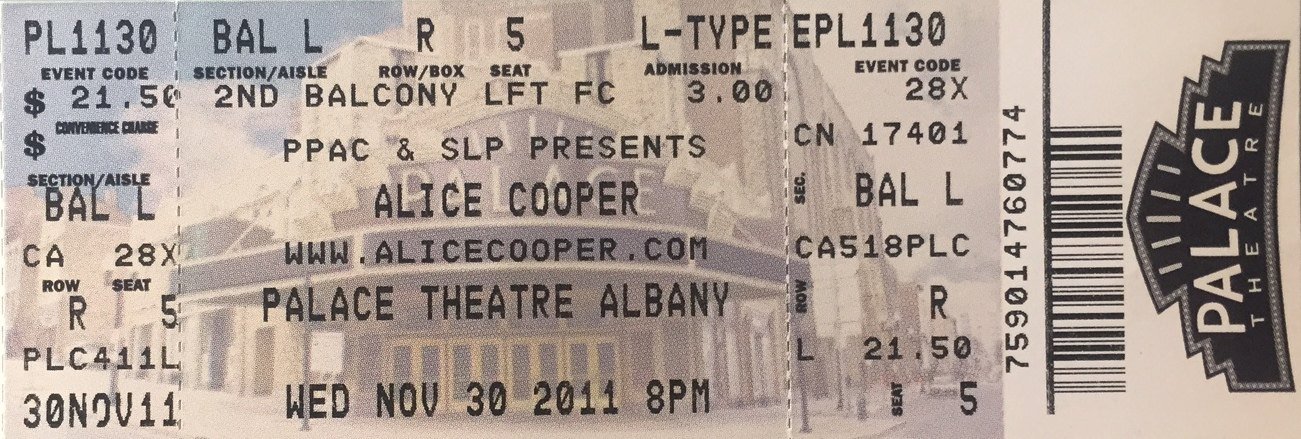 PL1130
EVENT CODE
$ 21.50
CONVENIENCE CHARGE
$
SECTION/AISLE
BAL L
CA 28X
ROW SEAT
R 5
PLC411L
30NOV11
BAL L R 5 L-TYPE
SECTION/AISLE ROW/BOX SEAT ADMISSION
2ND BALCONY LFT FC 3.00
PPAC & SLP PRESENTS
ALICE COOPER
WWW.ALICECOOPER.COM
PALACE THEATRE ALBANY
WED NOV 30 2011 8PM
EPL1130
EVENT CODE
28X
CN 17401
SEC. BAL L
CA518PLC
ROW R
L 21.50
SEAT 5
759014760774
PALACE
THEATRE
PALACE